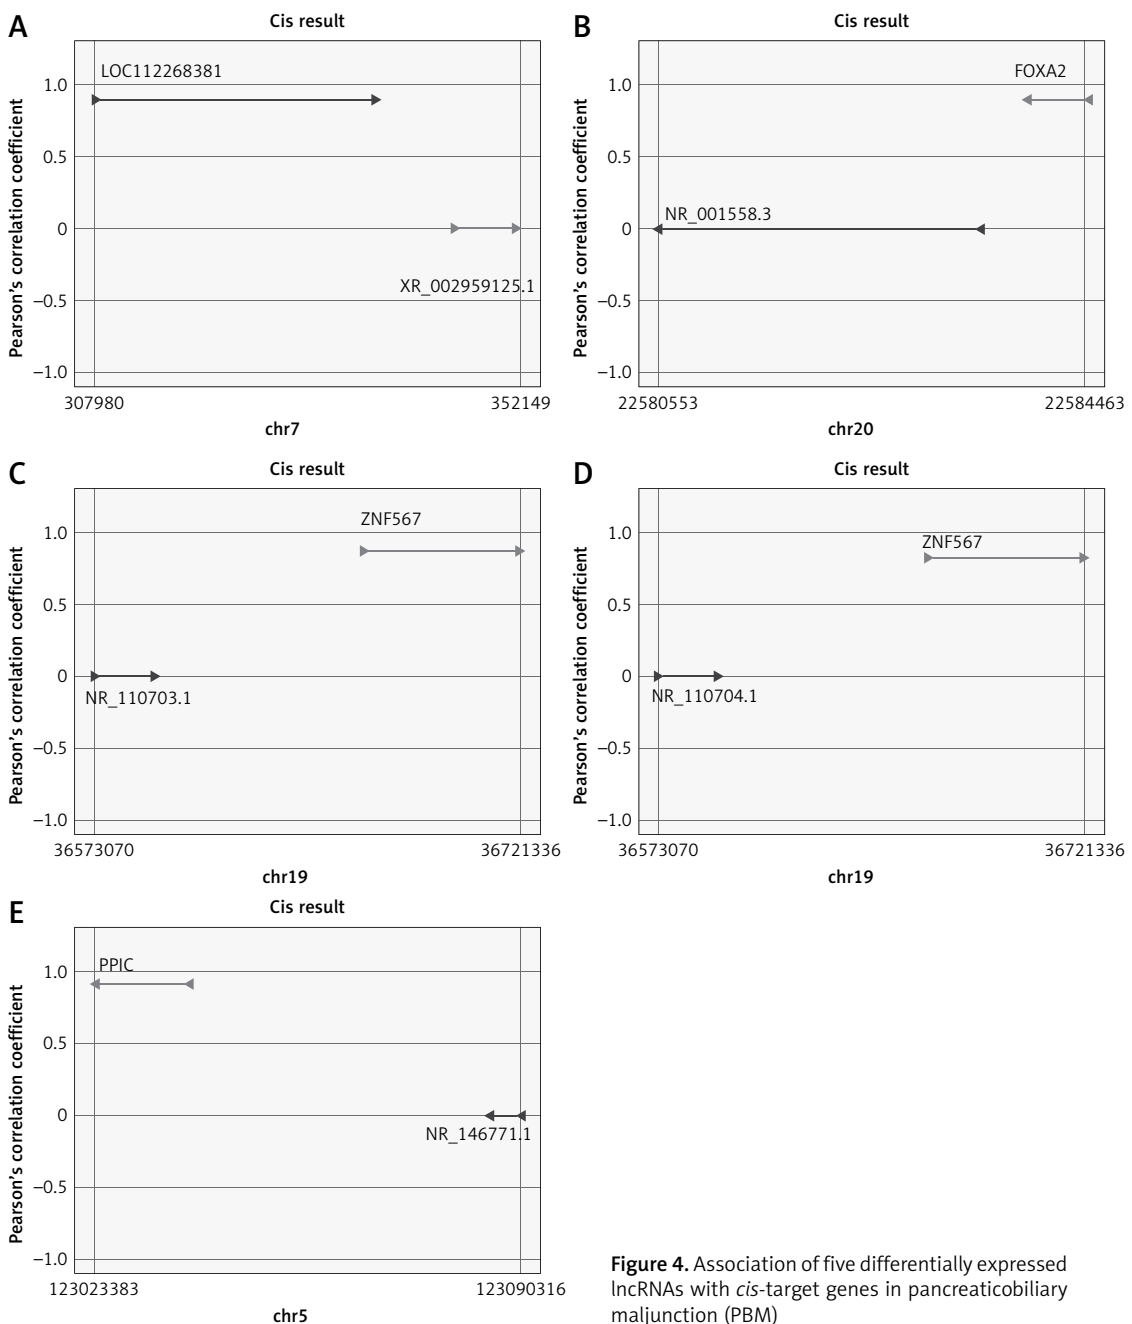 A
Cis result
Pearson's correlation coefficient
1.0
0.5
0
–0.5
–1.0
LOC112268381
XR_002959125.1
307980
352149
chr7
B
Cis result
Pearson's correlation coefficient
1.0
0.5
0
–0.5
–1.0
FOXA2
NR_001558.3
22580553
22584463
chr20
C
Cis result
Pearson's correlation coefficient
1.0
0.5
0
–0.5
–1.0
ZNF567
NR_110703.1
36573070
36721336
chr19
D
Cis result
Pearson's correlation coefficient
1.0
0.5
0
–0.5
–1.0
ZNF567
NR_110704.1
36573070
36721336
chr19
E
Cis result
Pearson's correlation coefficient
1.0
0.5
0
–0.5
–1.0
PPIC
NR_146771.1
123023383
123090316
chr5
Figure 4. Association of five differentially expressed
lncRNAs with cis-target genes in pancreaticobiliary
maljunction (PBM)